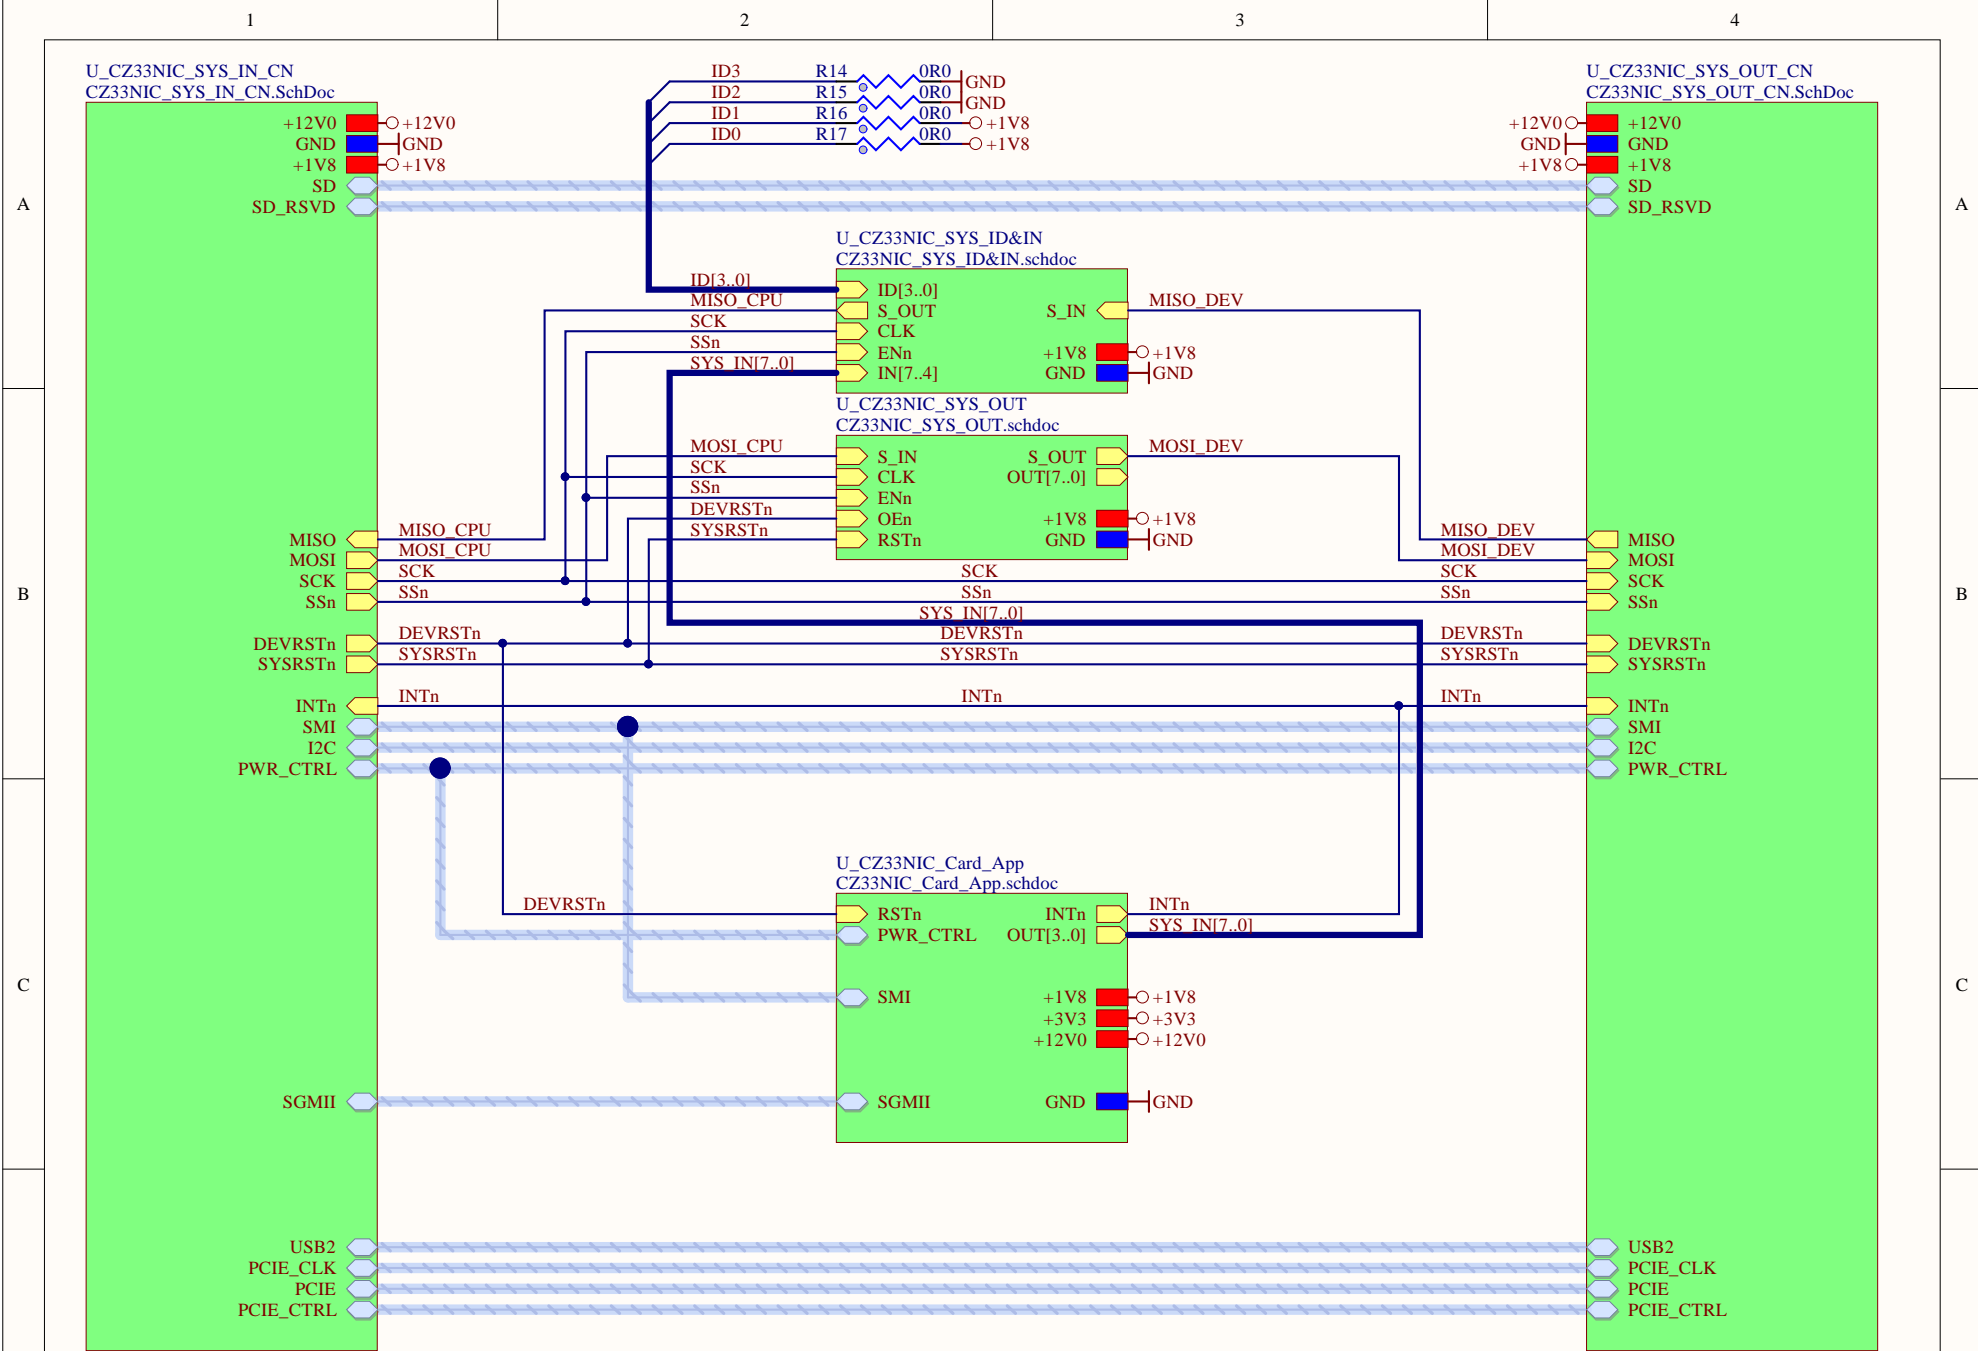 1 2 3 4
U_CZ33NIC_SYS_IN_CN
CZ33NIC_SYS_IN_CN.SchDoc
+12V0 +12V0
GND GND
+1V8 +1V8
SD
SD_RSVD
ID3 R14 0R0 GND
ID2 R15 0R0 GND
ID1 R16 0R0 +1V8
ID0 R17 0R0 +1V8
U_CZ33NIC_SYS_OUT_CN
CZ33NIC_SYS_OUT_CN.SchDoc
+12V0 +12V0
GND GND
+1V8 +1V8
SD
SD_RSVD
A A
U_CZ33NIC_SYS_ID&IN
CZ33NIC_SYS_ID&IN.schdoc
ID[3..0] ID[3..0]
MISO_CPU S_OUT S_IN MISO_DEV
SCK CLK
SSn ENn +1V8 +1V8
SYS_IN[7..0] IN[7..4] GND GND
U_CZ33NIC_SYS_OUT
CZ33NIC_SYS_OUT.schdoc
MOSI_CPU S_IN S_OUT MOSI_DEV
SCK CLK OUT[7..0]
SSn ENn
DEVRSTn OEn +1V8 +1V8
SYSRSTn RSTn GND GND
MISO MISO_CPU MISO_DEV MISO
MOSI MOSI_CPU MOSI_DEV MOSI
SCK SCK SCK SCK SCK
SSn SSn SSn SSn SSn
B B
SYS_IN[7..0]
DEVRSTn DEVRSTn DEVRSTn DEVRSTn DEVRSTn
SYSRSTn SYSRSTn SYSRSTn SYSRSTn SYSRSTn
INTn INTn INTn INTn INTn
SMI SMI
I2C I2C
PWR_CTRL PWR_CTRL
U_CZ33NIC_Card_App
CZ33NIC_Card_App.schdoc
DEVRSTn RSTn INTn INTn
PWR_CTRL OUT[3..0] SYS_IN[7..0]
C C
SMI +1V8 +1V8
+3V3 +3V3
+12V0 +12V0
SGMII SGMII GND GND
USB2 USB2
PCIE_CLK PCIE_CLK
PCIE PCIE
PCIE_CTRL PCIE_CTRL